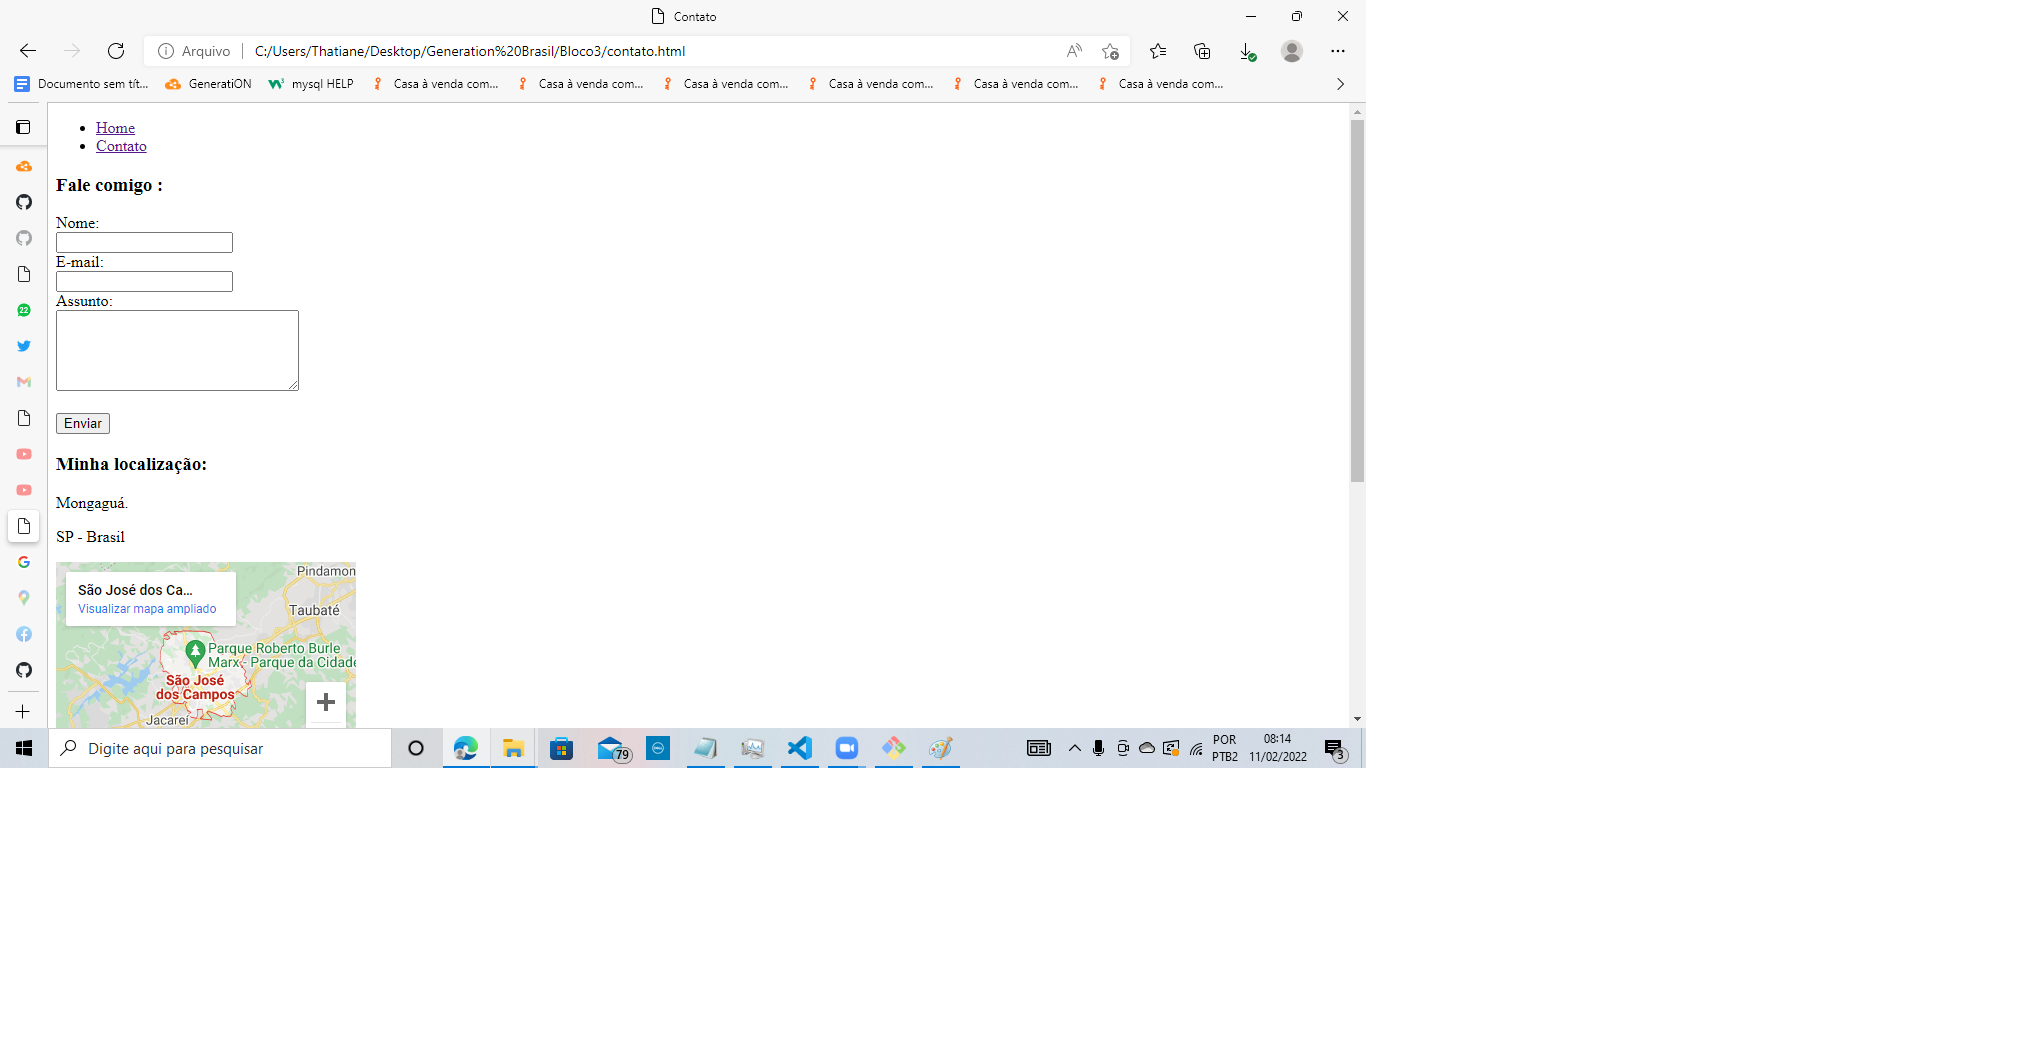 Contato
Arquivo
C:/Users/Thatiane/Desktop/Generation%20Brasil/Bloco3/contato.html
Documento sem tít...
GeneratiON
mysql HELP
Casa à venda com...
Casa à venda com...
Casa à venda com...
Casa à venda com...
Casa à venda com...
Casa à venda com...
Home
Contato
Fale comigo :
Nome:
E-mail:
Assunto:
Enviar
Minha localização:
Mongaguá.
SP - Brasil
Pindamon
São José dos Ca...
Visualizar mapa ampliado
Taubaté
Parque Roberto Burle
Marx - Parque da Cidade
São José
dos Campos
Jacareí
22
Digite aqui para pesquisar
79
POR
PTB2
08:14
11/02/2022
3